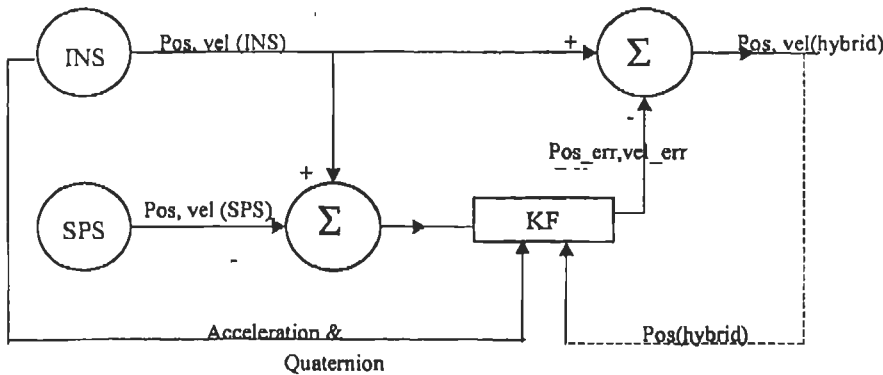 INS
Pos, vel (INS)
+
Σ
Pos, vel(hybrid)
-
Pos_err,vel_err
+
SPS
Pos, vel (SPS)
Σ
-
KF
Acceleration &
Quaternion
Pos(hybrid)